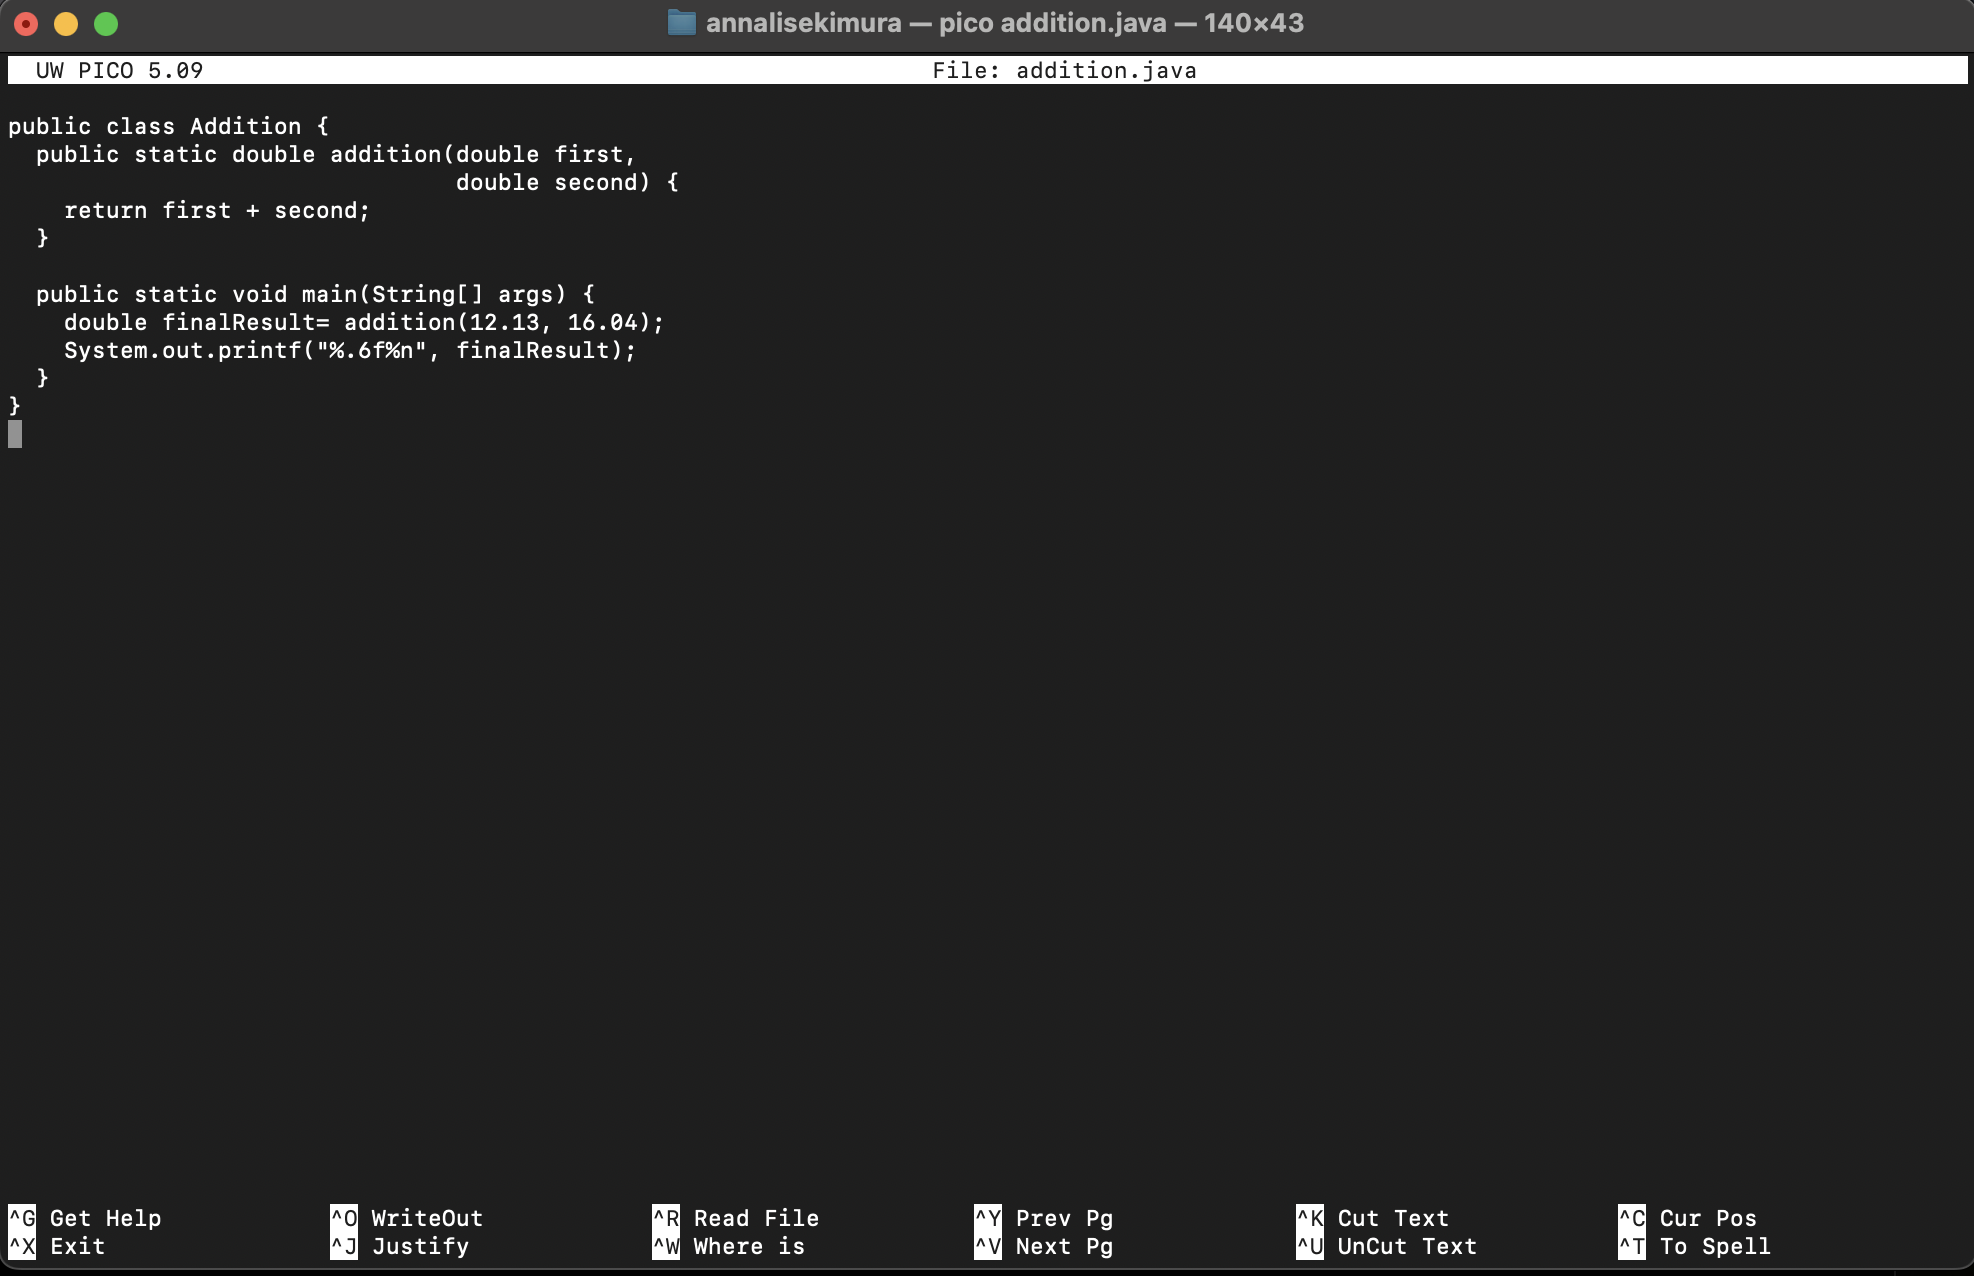 annalisekimura — pico addition.java — 140×43
UW PICO 5.09 File: addition.java
public class Addition {
  public static double addition(double first,
                                double second) {
    return first + second;
  }
  public static void main(String[] args) {
    double finalResult= addition(12.13, 16.04);
    System.out.printf("%.6f%n", finalResult);
  }
}
^G Get Help ^O WriteOut ^R Read File ^Y Prev Pg ^K Cut Text ^C Cur Pos
^X Exit ^J Justify ^W Where is ^V Next Pg ^U UnCut Text ^T To Spell